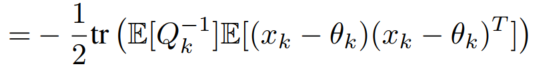 = − 1/2 tr (𝔼[Q_k^{-1}]𝔼[(x_k − θ_k)(x_k − θ_k)^T])